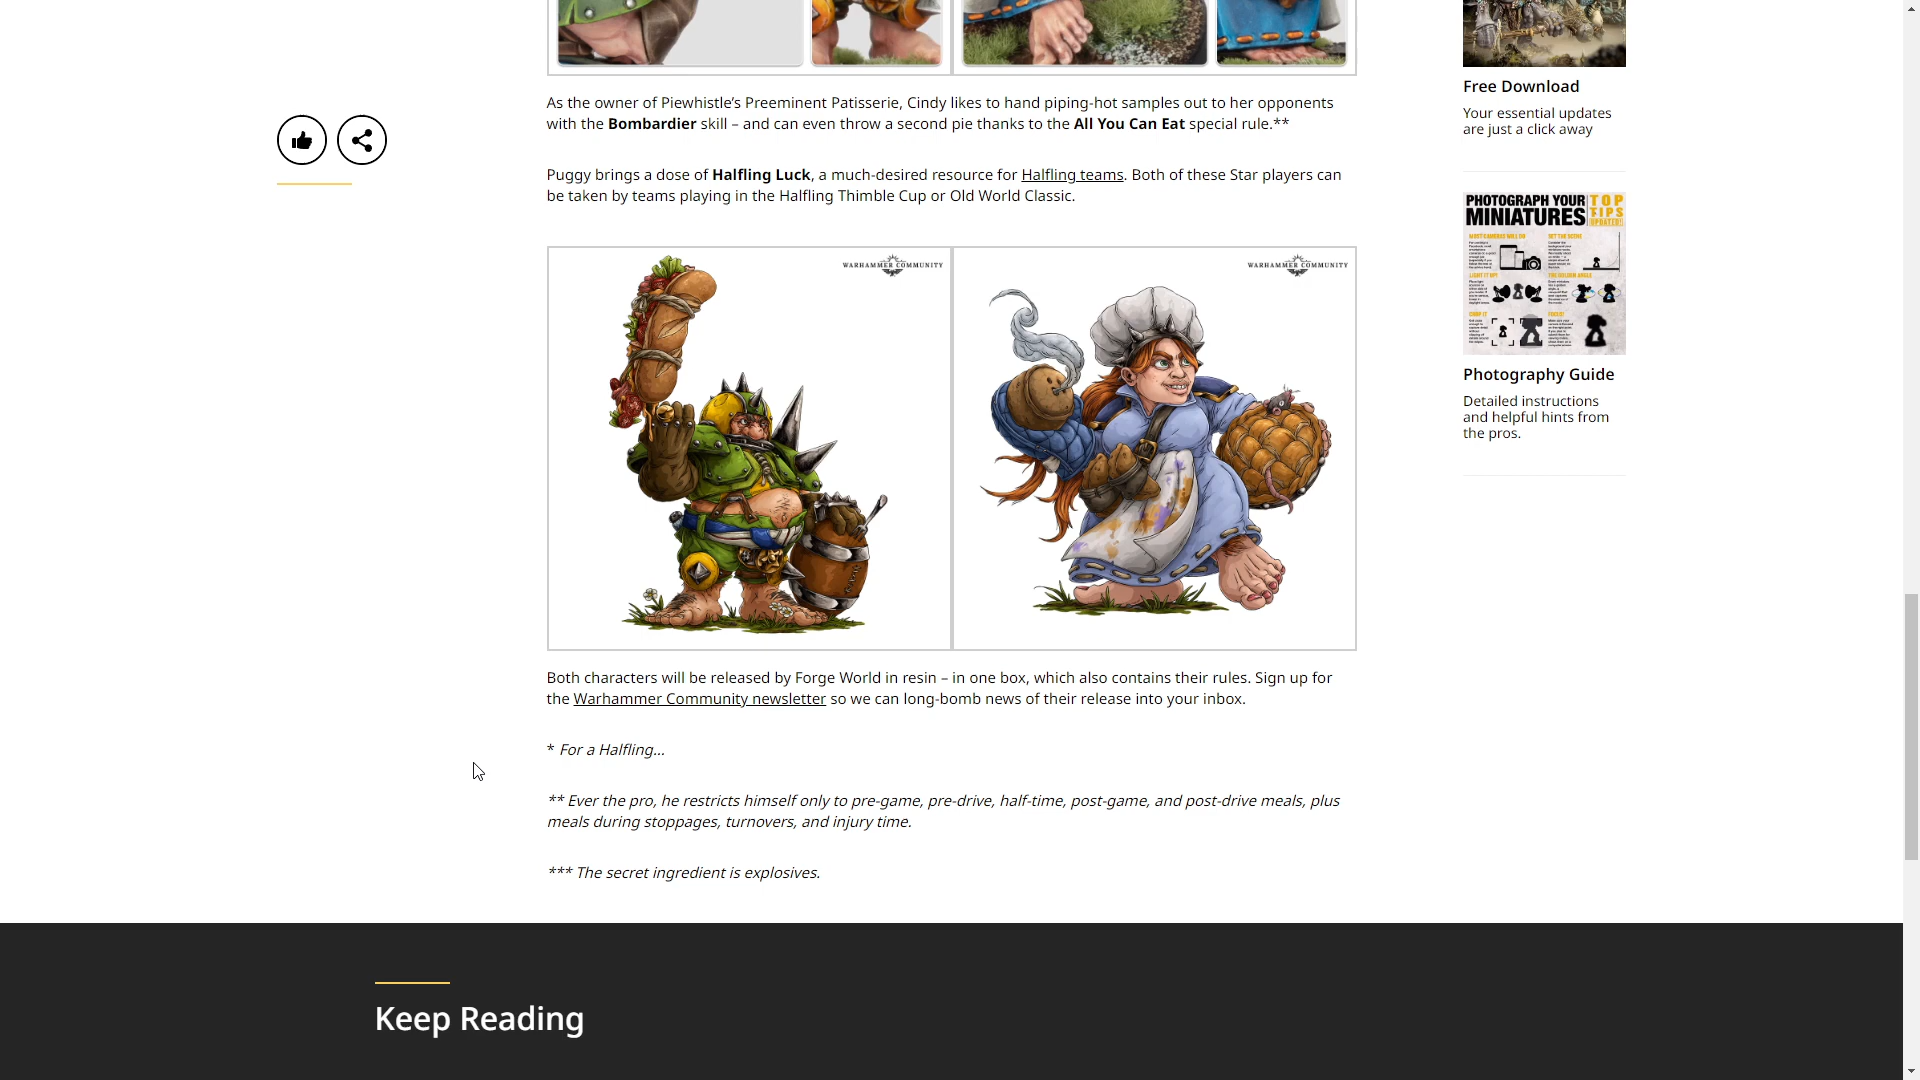 As the owner of Piewhistle’s Preeminent Patisserie, Cindy likes to hand piping-hot samples out to her opponents
with the Bombardier skill – and can even throw a second pie thanks to the All You Can Eat special rule.**
Puggy brings a dose of Halfling Luck, a much-desired resource for Halfling teams. Both of these Star players can
be taken by teams playing in the Halfling Thimble Cup or Old World Classic.
WARHAMMER COMMUNITY
WARHAMMER COMMUNITY
Both characters will be released by Forge World in resin – in one box, which also contains their rules. Sign up for
the Warhammer Community newsletter so we can long-bomb news of their release into your inbox.
* For a Halfling…
** Ever the pro, he restricts himself only to pre-game, pre-drive, half-time, post-game, and post-drive meals, plus
meals during stoppages, turnovers, and injury time.
*** The secret ingredient is explosives.
Free Download
Your essential updates
are just a click away
PHOTOGRAPH YOUR TOP
MINIATURES TIPS
UPDATED!
Photography Guide
Detailed instructions
and helpful hints from
the pros.
Keep Reading